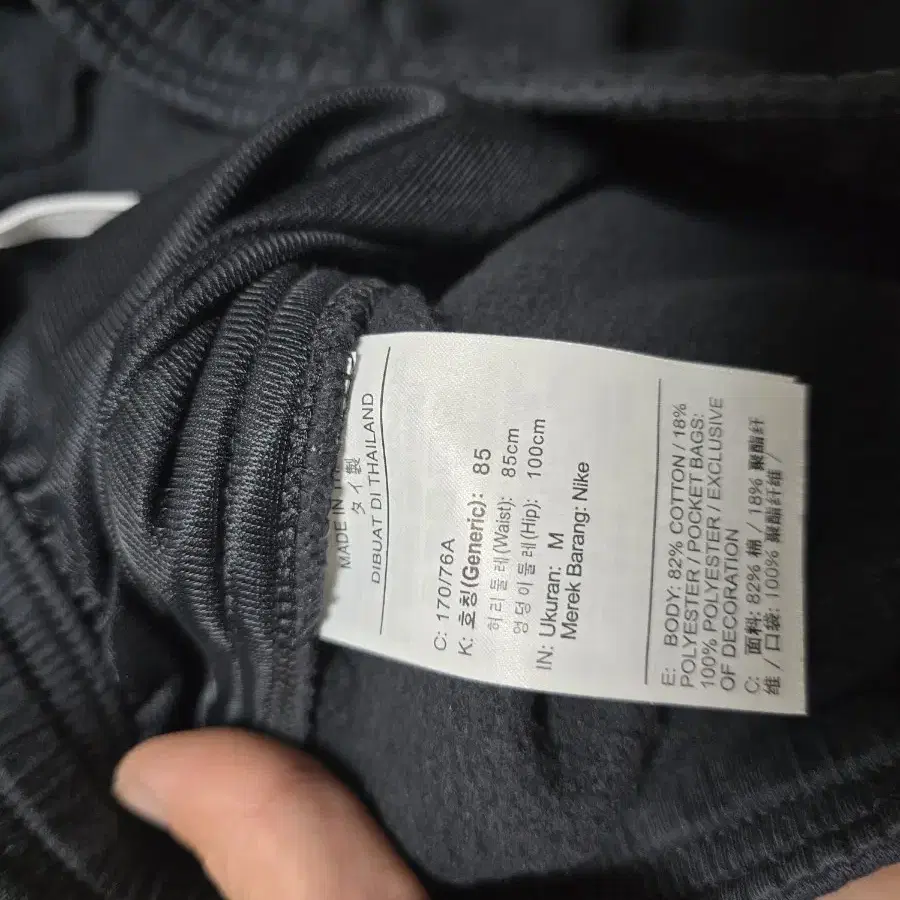 MADE IN TH
タイ製
DIBUAT DI THAILAND
C: 170/76A
K: 호칭(Generic): 85
허리둘레(Waist): 85cm
엉덩이둘레(Hip): 100cm
IN: Ukuran: M
Merek Barang: Nike
E: BODY: 82% COTTON / 18%
POLYESTER / POCKET BAGS:
100% POLYESTER / EXCLUSIVE
OF DECORATION
C: 面料: 82% 棉 / 18% 聚酯纤
维 / 口袋: 100% 聚酯纤维 /